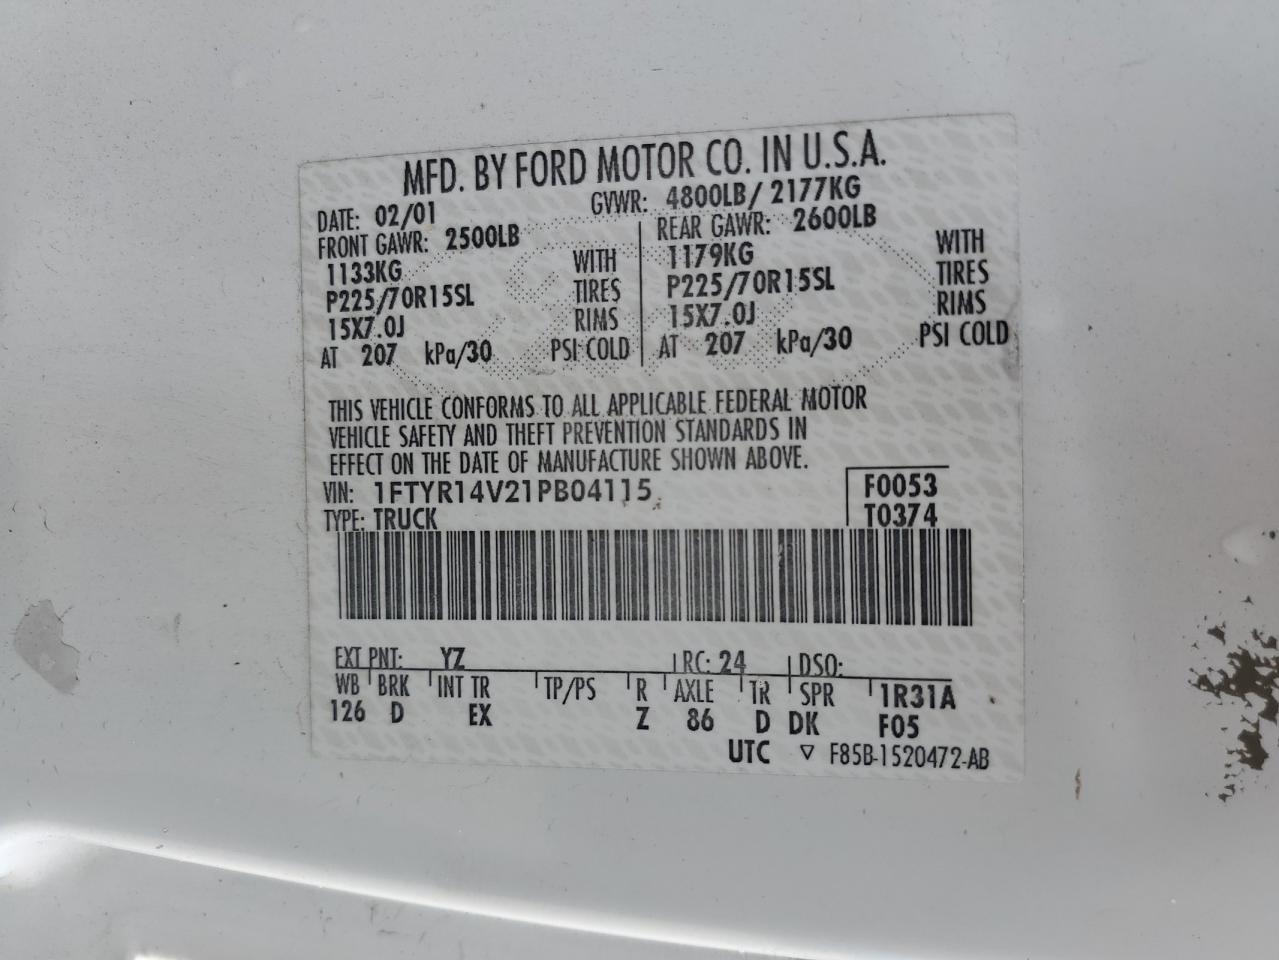 MFD. BY FORD MOTOR CO. IN U.S.A.
DATE: 02/01 GVWR: 4800LB/ 2177KG
FRONT GAWR: 2500LB REAR GAWR: 2600LB
1133KG WITH 1179KG WITH
P225/70R15SL TIRES P225/70R15SL TIRES
15X7.0J RIMS 15X7.0J RIMS
AT 207 kPa/30 PSI COLD AT 207 kPa/30 PSI COLD
THIS VEHICLE CONFORMS TO ALL APPLICABLE FEDERAL MOTOR
VEHICLE SAFETY AND THEFT PREVENTION STANDARDS IN
EFFECT ON THE DATE OF MANUFACTURE SHOWN ABOVE.
VIN: 1FTYR14V21PB04115 F0053
TYPE: TRUCK T0374
EXT PNT: YZ RC: 24 DSO:
WB BRK INT TR TP/PS R AXLE TR SPR 1R31A
126 D EX Z 86 D DK F05
UTC ▽ F85B-1520472-AB